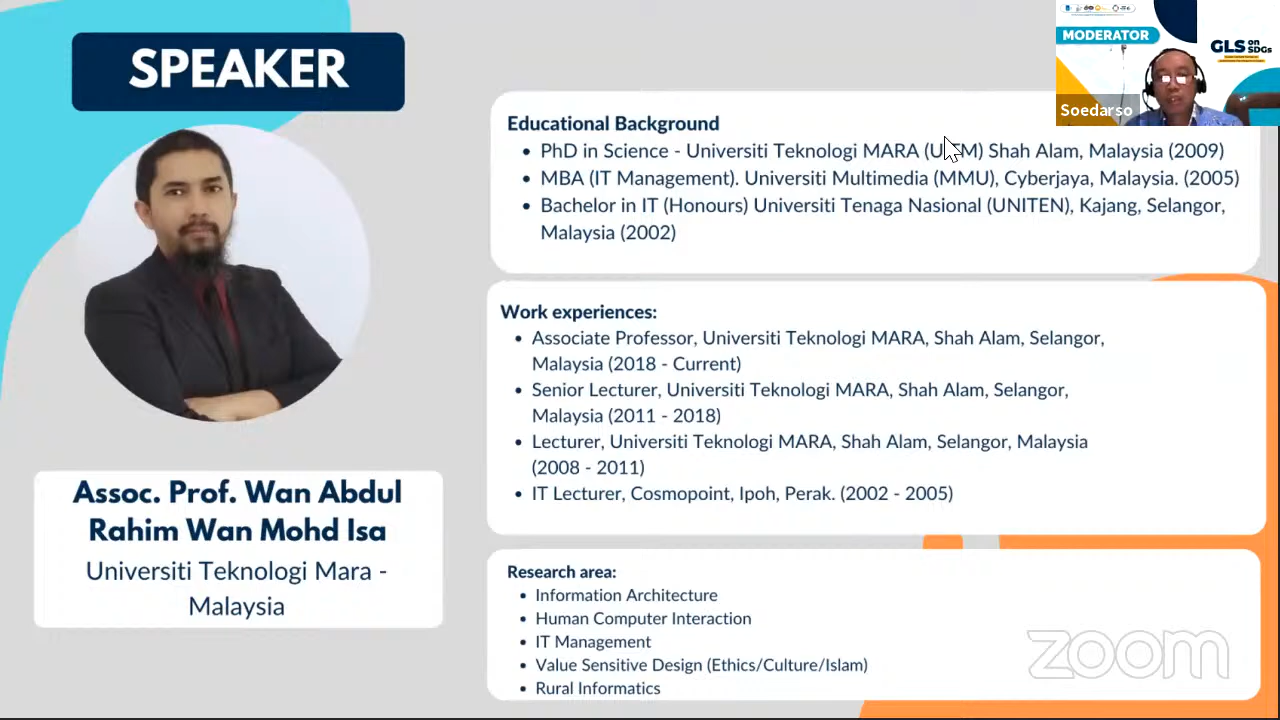 SPEAKER
MODERATOR
GLS on SDGs
Soedarso
Educational Background
• PhD in Science - Universiti Teknologi MARA (U M) Shah Alam, Malaysia (2009)
• MBA (IT Management). Universiti Multimedia (MMU), Cyberjaya, Malaysia. (2005)
• Bachelor in IT (Honours) Universiti Tenaga Nasional (UNITEN), Kajang, Selangor,
Malaysia (2002)
Work experiences:
• Associate Professor, Universiti Teknologi MARA, Shah Alam, Selangor,
Malaysia (2018 - Current)
• Senior Lecturer, Universiti Teknologi MARA, Shah Alam, Selangor,
Malaysia (2011 - 2018)
• Lecturer, Universiti Teknologi MARA, Shah Alam, Selangor, Malaysia
(2008 - 2011)
• IT Lecturer, Cosmopoint, Ipoh, Perak. (2002 - 2005)
Assoc. Prof. Wan Abdul
Rahim Wan Mohd Isa
Universiti Teknologi Mara -
Malaysia
Research area:
• Information Architecture
• Human Computer Interaction
• IT Management
• Value Sensitive Design (Ethics/Culture/Islam)
• Rural Informatics
zoom